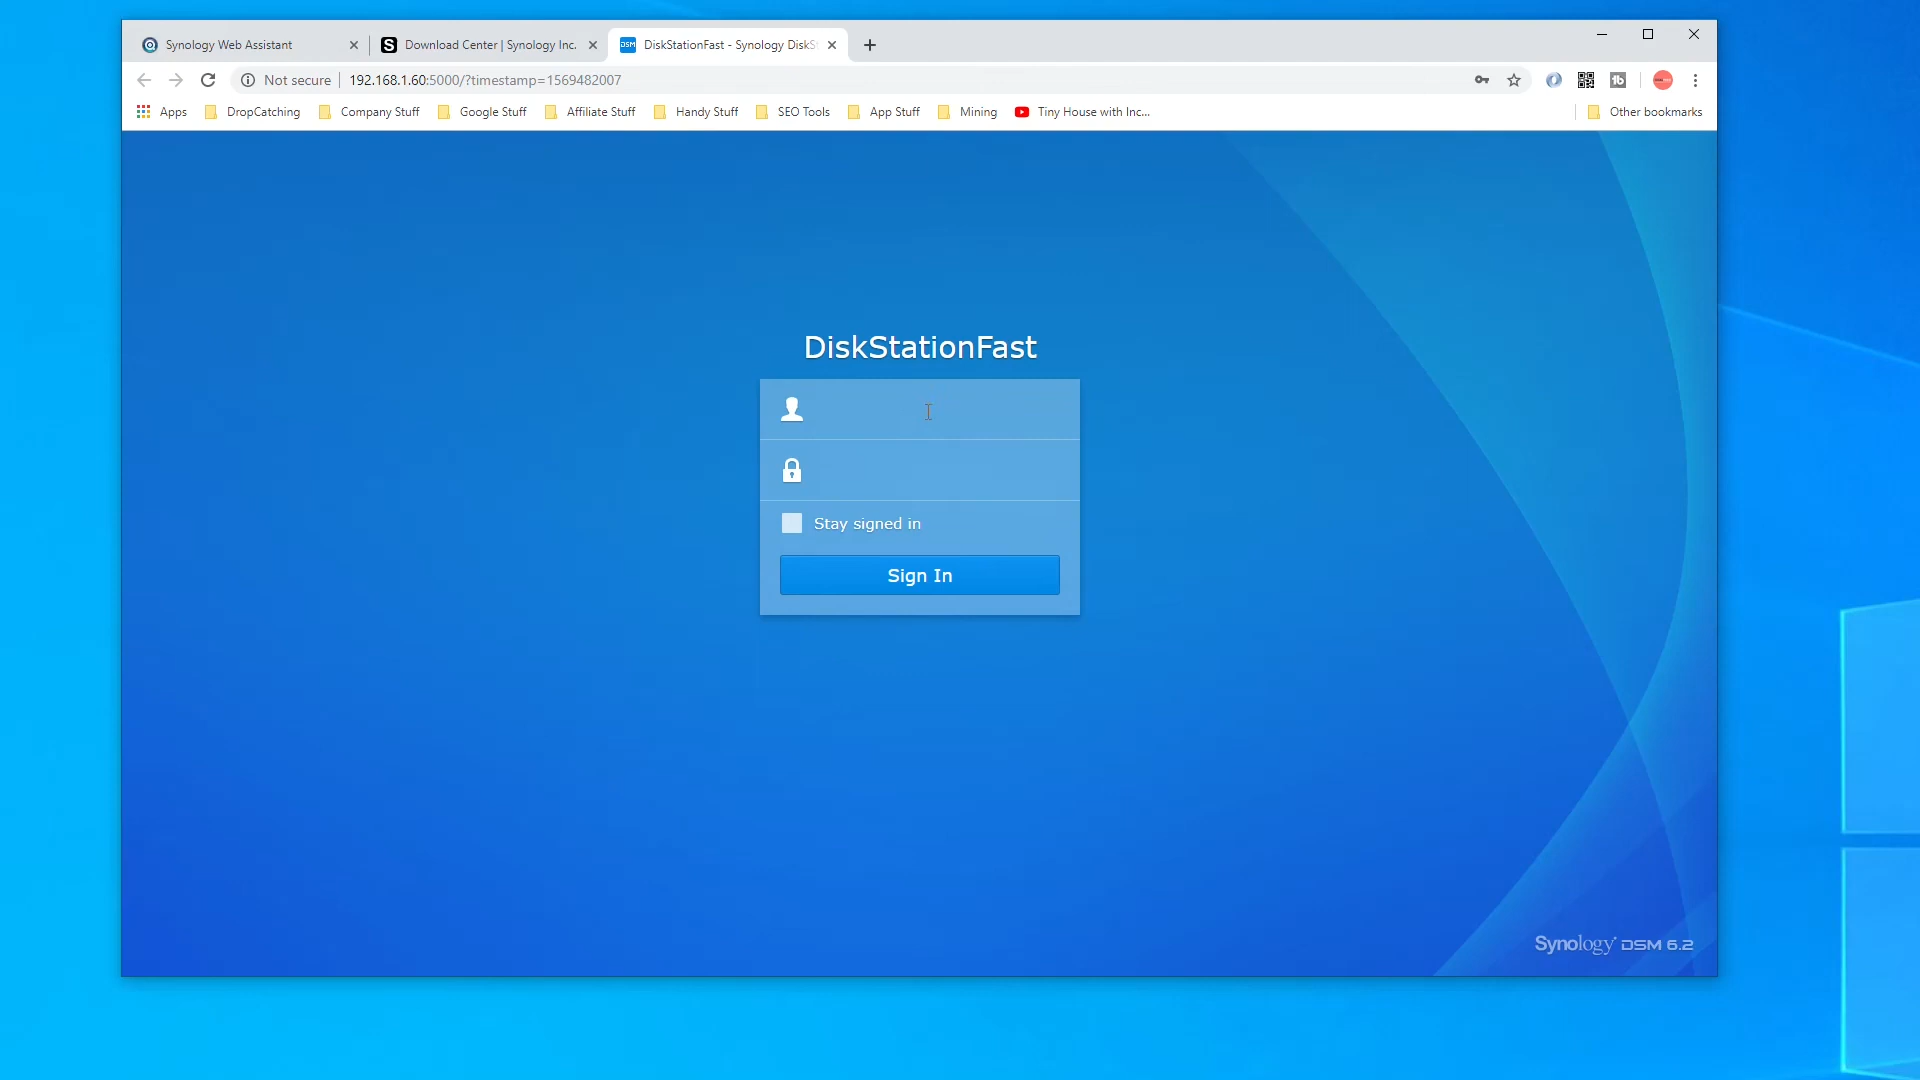 Synology Web Assistant
Download Center | Synology Inc.
DSM
DiskStationFast - Synology DiskS
Not secure
192.168.1.60:5000/?timestamp=1569482007
Apps
DropCatching
Company Stuff
Google Stuff
Affiliate Stuff
Handy Stuff
SEO Tools
App Stuff
Mining
Tiny House with Inc...
Other bookmarks
DiskStationFast
Stay signed in
Sign In
Synology DSM 6.2